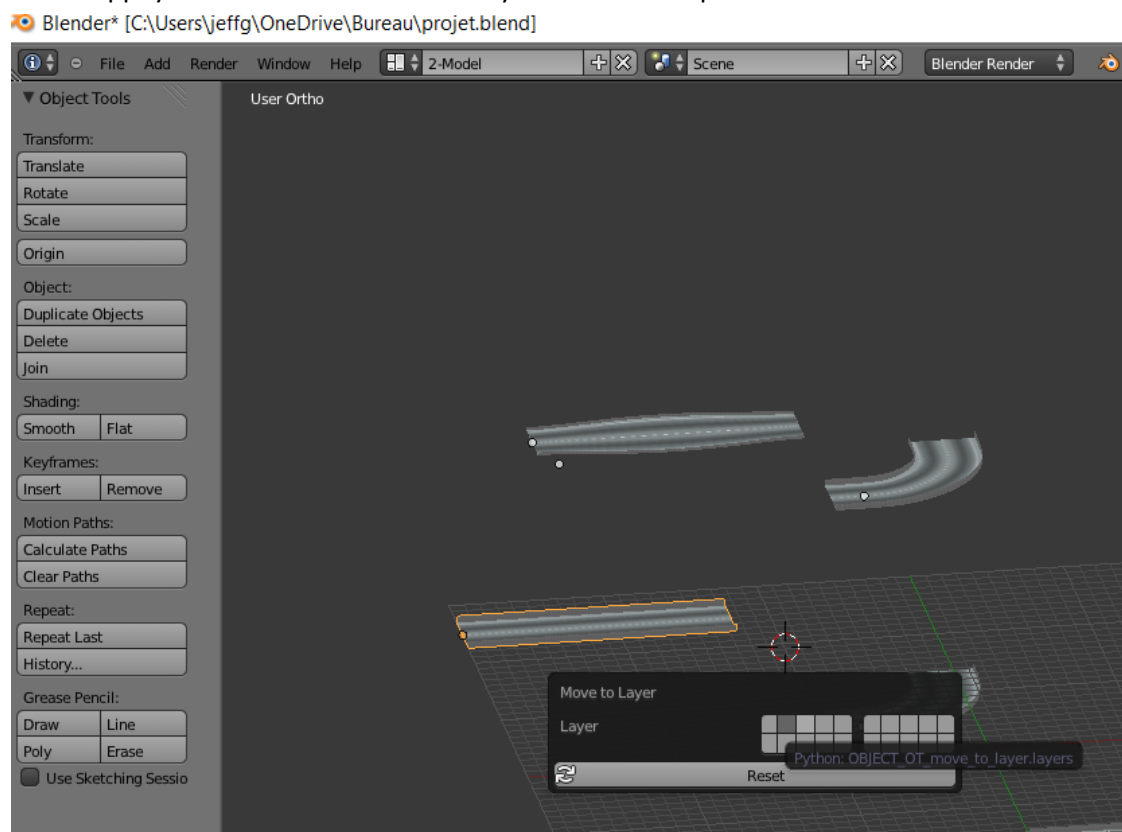 Blender* [C:\Users\jeffg\OneDrive\Bureau\projet.blend]
File Add Render Window Help 2-Model Scene Blender Render
Object Tools User Ortho
Transform:
Translate
Rotate
Scale
Origin
Object:
Duplicate Objects
Delete
Join
Shading:
Smooth Flat
Keyframes:
Insert Remove
Motion Paths:
Calculate Paths
Clear Paths
Repeat:
Repeat Last
History...
Grease Pencil:
Draw Line
Poly Erase
Use Sketching Sessio
Move to Layer
Layer
Python: OBJECT_OT_move_to_layer.layers
Reset